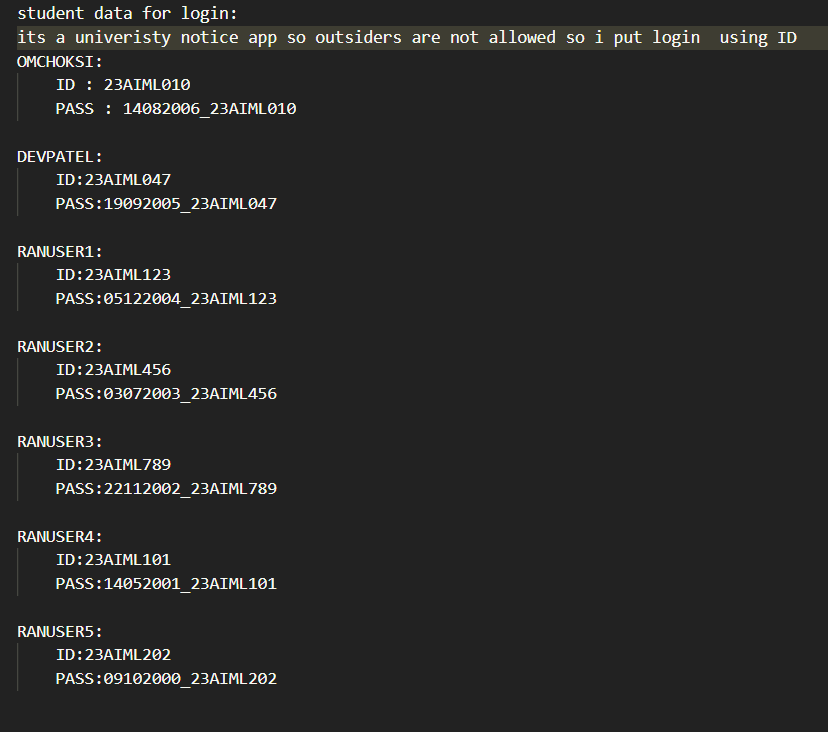 student data for login:
its a univeristy notice app so outsiders are not allowed so i put login  using ID
OMCHOKSI:
    ID : 23AIML010
    PASS : 14082006_23AIML010

DEVPATEL:
    ID:23AIML047
    PASS:19092005_23AIML047

RANUSER1:
    ID:23AIML123
    PASS:05122004_23AIML123

RANUSER2:
    ID:23AIML456
    PASS:03072003_23AIML456

RANUSER3:
    ID:23AIML789
    PASS:22112002_23AIML789

RANUSER4:
    ID:23AIML101
    PASS:14052001_23AIML101

RANUSER5:
    ID:23AIML202
    PASS:09102000_23AIML202